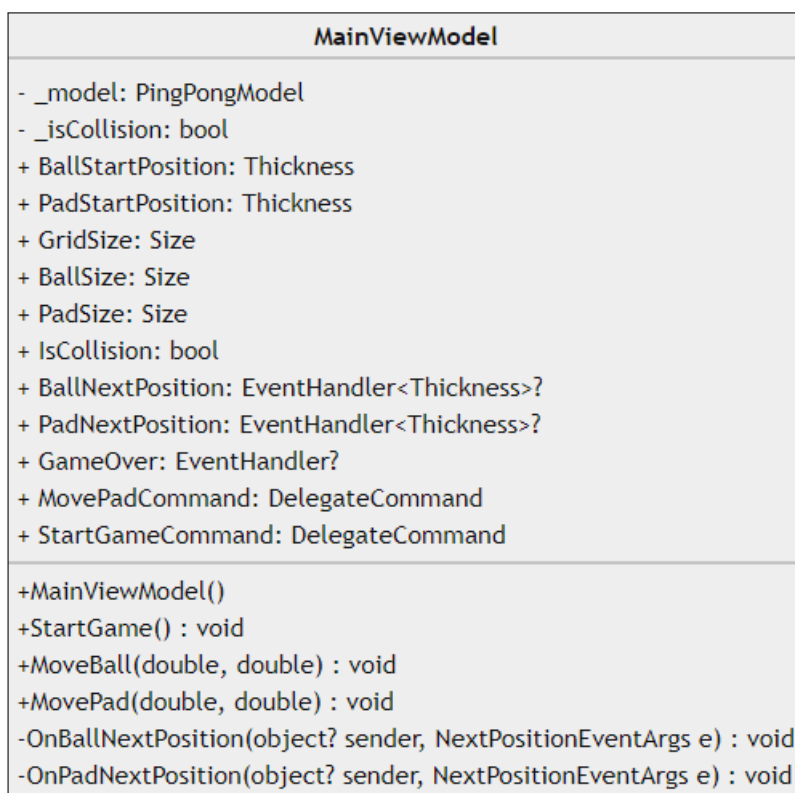 MainViewModel
- _model: PingPongModel
- _isCollision: bool
+ BallStartPosition: Thickness
+ PadStartPosition: Thickness
+ GridSize: Size
+ BallSize: Size
+ PadSize: Size
+ IsCollision: bool
+ BallNextPosition: EventHandler<Thickness>?
+ PadNextPosition: EventHandler<Thickness>?
+ GameOver: EventHandler?
+ MovePadCommand: DelegateCommand
+ StartGameCommand: DelegateCommand
+MainViewModel()
+StartGame() : void
+MoveBall(double, double) : void
+MovePad(double, double) : void
-OnBallNextPosition(object? sender, NextPositionEventArgs e) : void
-OnPadNextPosition(object? sender, NextPositionEventArgs e) : void